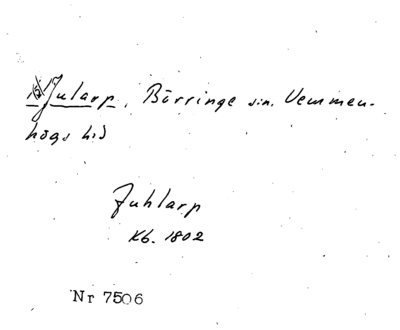 Jularp, Börringe sn. Vemmen-
högs hd
Juhlarp
Kb. 1802
Nr 7506